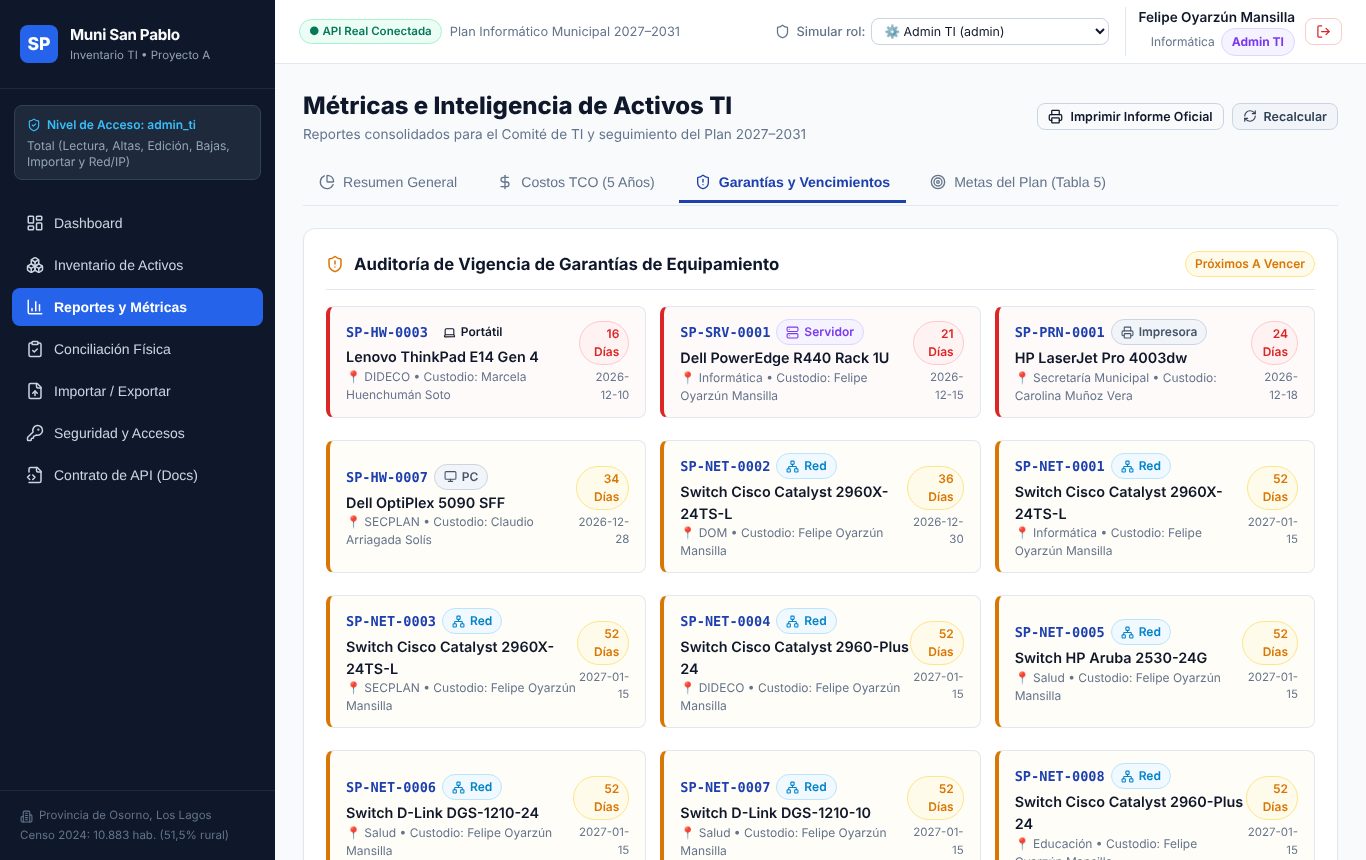 SP
Muni San Pablo
Inventario TI • Proyecto A
Nivel de Acceso: admin_ti
Total (Lectura, Altas, Edición, Bajas,
Importar y Red/IP)
Dashboard
Inventario de Activos
Reportes y Métricas
Conciliación Física
Importar / Exportar
Seguridad y Accesos
Contrato de API (Docs)
Provincia de Osorno, Los Lagos
Censo 2024: 10.883 hab. (51,5% rural)
API Real Conectada
Plan Informático Municipal 2027–2031
Simular rol:
Admin TI (admin)
Felipe Oyarzún Mansilla
Informática
Admin TI
Métricas e Inteligencia de Activos TI
Reportes consolidados para el Comité de TI y seguimiento del Plan 2027–2031
Imprimir Informe Oficial
Recalcular
Resumen General
Costos TCO (5 Años)
Garantías y Vencimientos
Metas del Plan (Tabla 5)
Auditoría de Vigencia de Garantías de Equipamiento
Próximos A Vencer
SP-HW-0003
Portátil
Lenovo ThinkPad E14 Gen 4
DIDECO • Custodio: Marcela
Huenchumán Soto
16
Días
2026-
12-10
SP-SRV-0001
Servidor
Dell PowerEdge R440 Rack 1U
Informática • Custodio: Felipe
Oyarzún Mansilla
21
Días
2026-
12-15
SP-PRN-0001
Impresora
HP LaserJet Pro 4003dw
Secretaría Municipal • Custodio:
Carolina Muñoz Vera
24
Días
2026-
12-18
SP-HW-0007
PC
Dell OptiPlex 5090 SFF
SECPLAN • Custodio: Claudio
Arriagada Solís
34
Días
2026-12-
28
SP-NET-0002
Red
Switch Cisco Catalyst 2960X-
24TS-L
DOM • Custodio: Felipe Oyarzún
Mansilla
36
Días
2026-12-
30
SP-NET-0001
Red
Switch Cisco Catalyst 2960X-
24TS-L
Informática • Custodio: Felipe
Oyarzún Mansilla
52
Días
2027-01-
15
SP-NET-0003
Red
Switch Cisco Catalyst 2960X-
24TS-L
SECPLAN • Custodio: Felipe Oyarzún
Mansilla
52
Días
2027-01-
15
SP-NET-0004
Red
Switch Cisco Catalyst 2960-Plus
24
DIDECO • Custodio: Felipe Oyarzún
Mansilla
52
Días
2027-01-
15
SP-NET-0005
Red
Switch HP Aruba 2530-24G
Salud • Custodio: Felipe Oyarzún
Mansilla
52
Días
2027-01-
15
SP-NET-0006
Red
Switch D-Link DGS-1210-24
Salud • Custodio: Felipe Oyarzún
Mansilla
52
Días
2027-01-
15
SP-NET-0007
Red
Switch D-Link DGS-1210-10
Salud • Custodio: Felipe Oyarzún
Mansilla
52
Días
2027-01-
15
SP-NET-0008
Red
Switch Cisco Catalyst 2960-Plus
24
Educación • Custodio: Felipe
52
Días
2027-01-
15